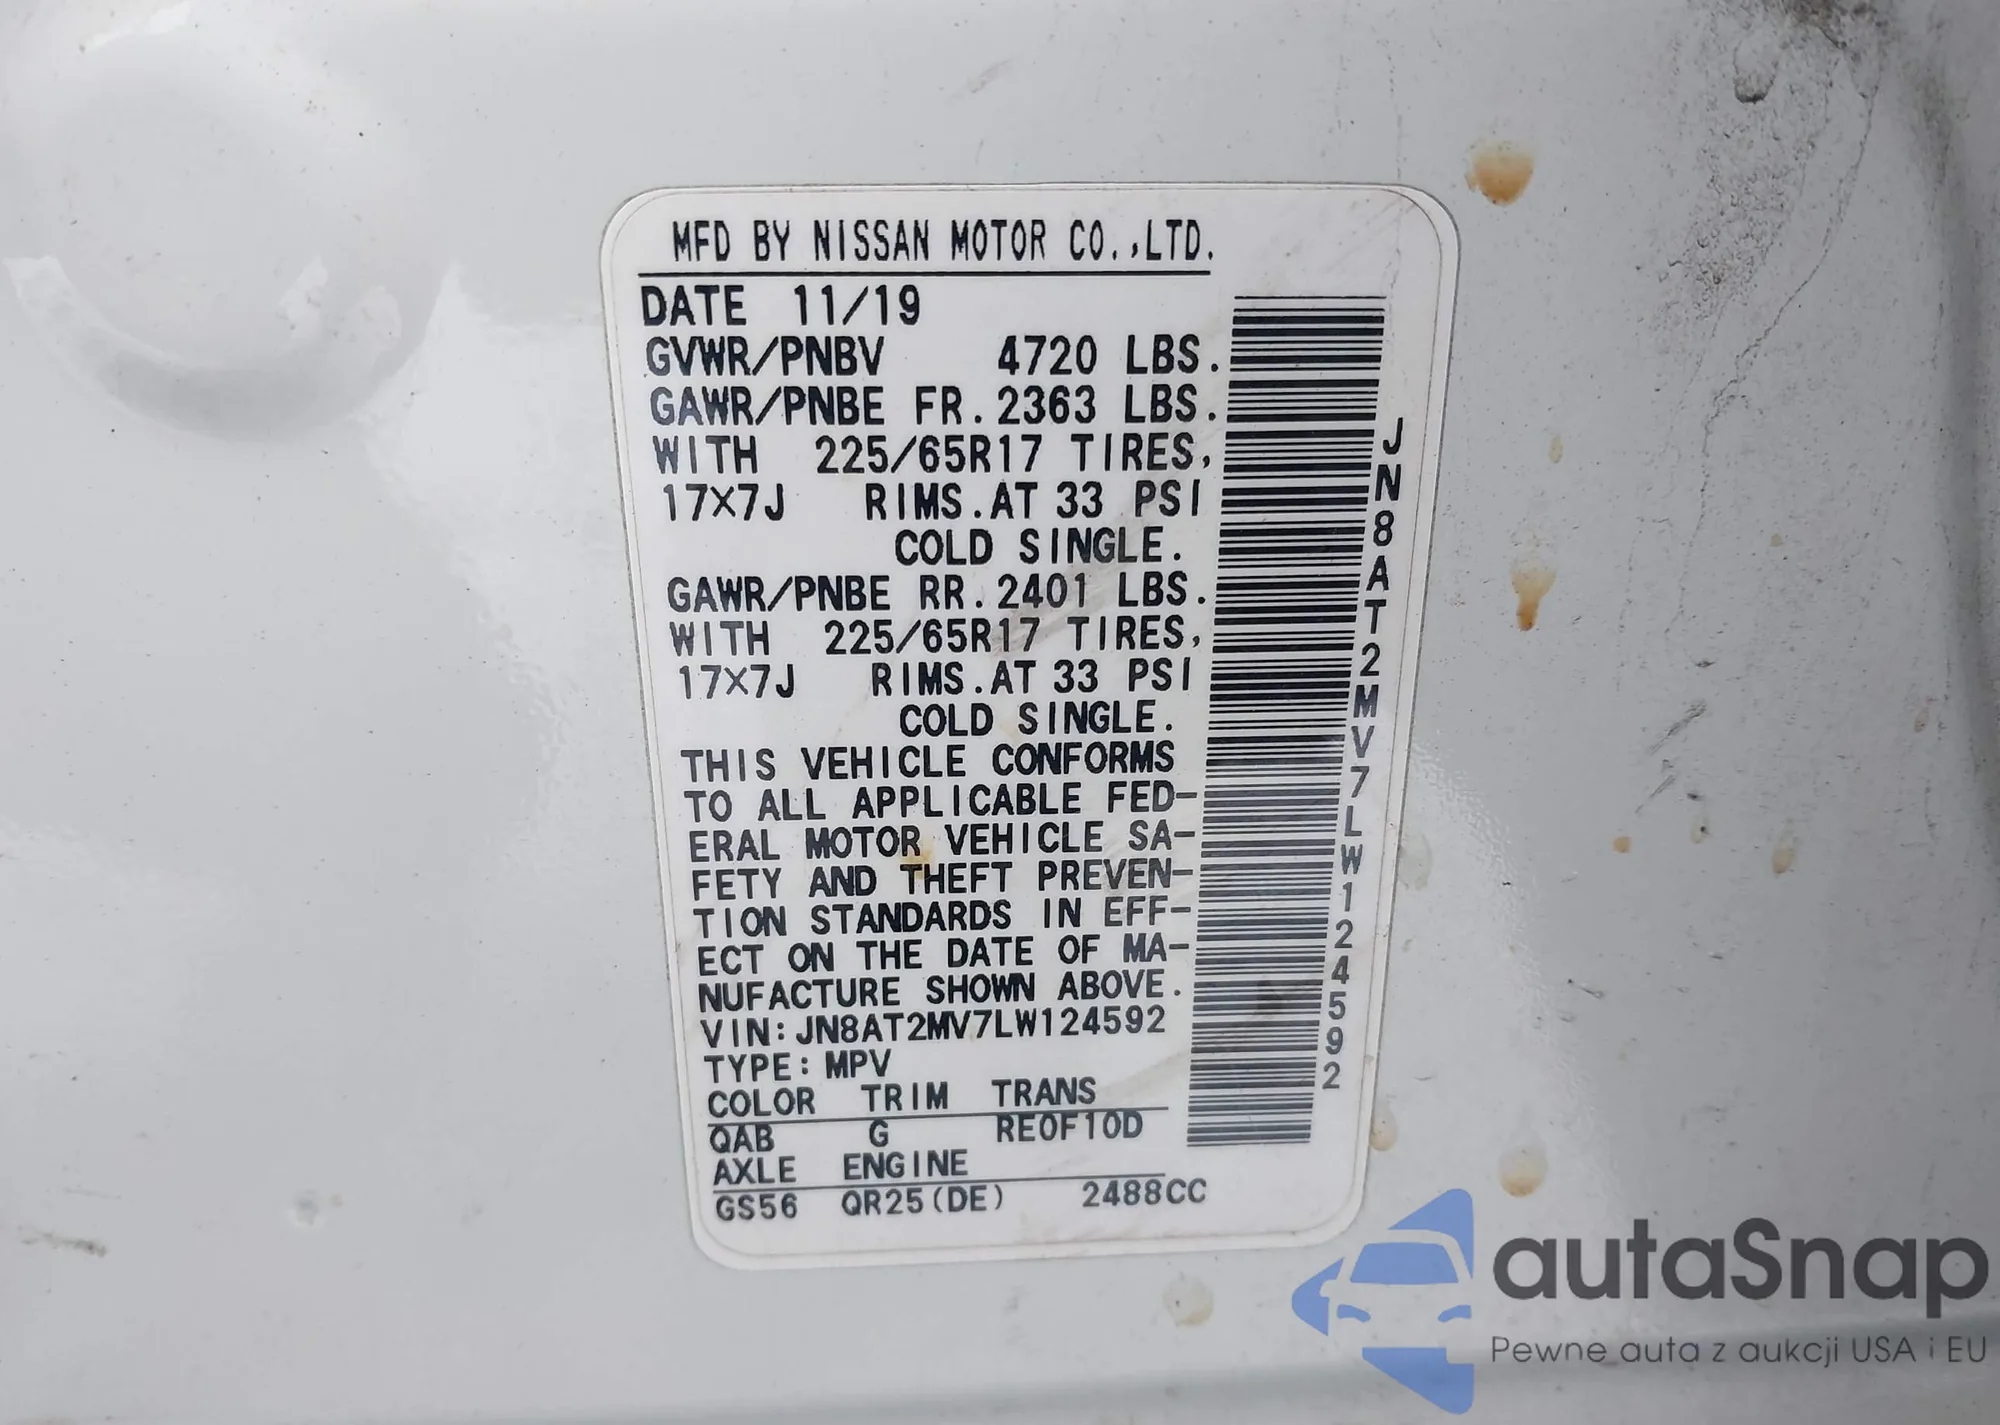 MFD BY NISSAN MOTOR CO.,LTD.
DATE 11/19
GVWR/PNBV 4720 LBS.
GAWR/PNBE FR.2363 LBS.
WITH 225/65R17 TIRES,
17X7J RIMS.AT 33 PSI
COLD SINGLE.
GAWR/PNBE RR.2401 LBS.
WITH 225/65R17 TIRES,
17X7J RIMS.AT 33 PSI
COLD SINGLE.
THIS VEHICLE CONFORMS
TO ALL APPLICABLE FED-
ERAL MOTOR VEHICLE SA-
FETY AND THEFT PREVEN-
TION STANDARDS IN EFF-
ECT ON THE DATE OF MA-
NUFACTURE SHOWN ABOVE.
VIN:JN8AT2MV7LW124592
TYPE:MPV
COLOR TRIM TRANS
QAB G RE0F10D
AXLE ENGINE
GS56 QR25(DE) 2488CC
JN8AT2MV7LW124592
autaSnap
Pewne auta z aukcji USA i EU